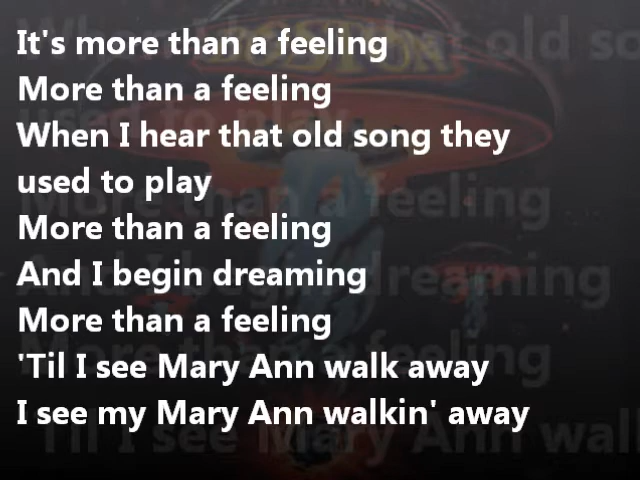 It's more than a feeling
More than a feeling
When I hear that old song they
used to play
More than a feeling
And I begin dreaming
More than a feeling
'Til I see Mary Ann walk away
I see my Mary Ann walkin' away